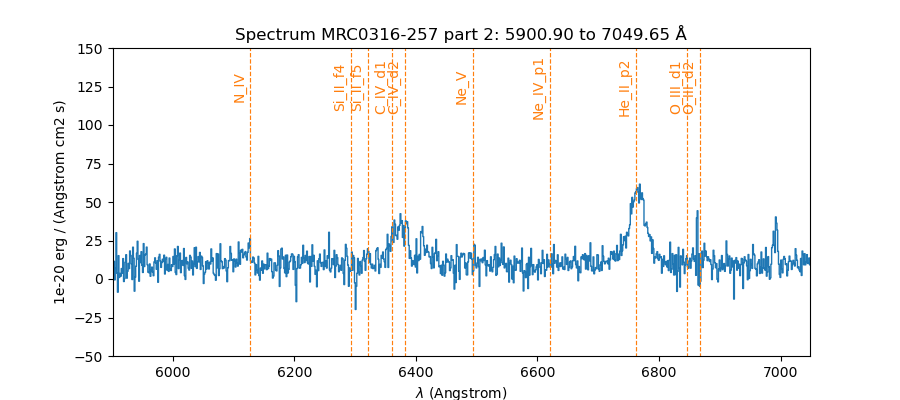 Spectrum MRC0316-257 part 2: 5900.90 to 7049.65 Å
1e-20 erg / (Angstrom cm2 s)
150
125
100
75
50
25
0
−25
−50
N_IV
Si_II_f4
Si_II_f5
C_IV_d1
C_IV_d2
Ne_V
Ne_IV_p1
He_II_p2
O_III_d1
O_III_d2
6000
6200
6400
6600
6800
7000
λ (Angstrom)